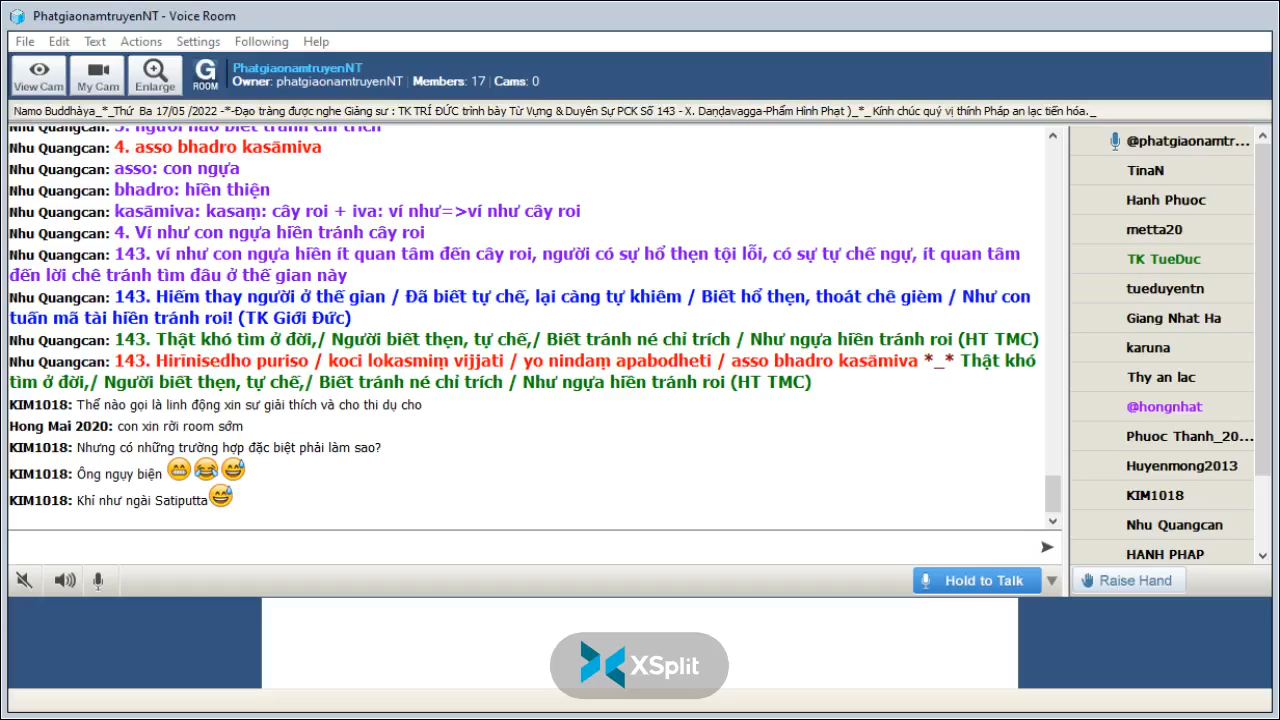 PhatgiaonamtruyenNT - Voice Room
File Edit Text Actions Settings Following Help
View Cam My Cam Enlarge G ROOM
PhatgiaonamtruyenNT
Owner: phatgiaonamtruyenNT | Members: 17 | Cams: 0
Namo Buddhàya_*_Thứ Ba 17/05 /2022 -*-Đạo tràng được nghe Giảng sư : TK TRÍ ĐỨC trình bày Từ Vựng & Duyên Sự PCK Số 143 - X. Daṇḍavagga-Phẩm Hình Phạt )_*_ Kính chúc quý vị thính Pháp an lạc tiến hóa._
Nhu Quangcan: 3. người nào biết tránh chỉ trích
Nhu Quangcan: 4. asso bhadro kasāmiva
Nhu Quangcan: asso: con ngựa
Nhu Quangcan: bhadro: hiền thiện
Nhu Quangcan: kasāmiva: kasaṃ: cây roi + iva: ví như=>ví như cây roi
Nhu Quangcan: 4. Ví như con ngựa hiền tránh cây roi
Nhu Quangcan: 143. ví như con ngựa hiền ít quan tâm đến cây roi, người có sự hổ thẹn tội lỗi, có sự tự chế ngự, ít quan tâm
đến lời chê tránh tìm đâu ở thế gian này
Nhu Quangcan: 143. Hiếm thay người ở thế gian / Đã biết tự chế, lại càng tự khiêm / Biết hổ thẹn, thoát chê gièm / Như con
tuấn mã tài hiền tránh roi! (TK Giới Đức)
Nhu Quangcan: 143. Thật khó tìm ở đời,/ Người biết thẹn, tự chế,/ Biết tránh né chỉ trích / Như ngựa hiền tránh roi (HT TMC)
Nhu Quangcan: 143. Hirīnisedho puriso / koci lokasmiṃ vijjati / yo nindaṃ apabodheti / asso bhadro kasāmiva *_* Thật khó
tìm ở đời,/ Người biết thẹn, tự chế,/ Biết tránh né chỉ trích / Như ngựa hiền tránh roi (HT TMC)
KIM1018: Thể nào gọi là linh động xin sư giải thích và cho thi dụ cho
Hong Mai 2020: con xin rời room sớm
KIM1018: Nhưng có những trường hợp đặc biệt phải làm sao?
KIM1018: Ông ngụy biện 😁😂😅
KIM1018: Khỉ như ngài Satiputta😅
Hold to Talk
@phatgiaonamtr...
TinaN
Hanh Phuoc
metta20
TK TueDuc
tueduyentn
Giang Nhat Ha
karuna
Thy an lac
@hongnhat
Phuoc Thanh_20...
Huyenmong2013
KIM1018
Nhu Quangcan
HANH PHAP
Raise Hand
XSplit